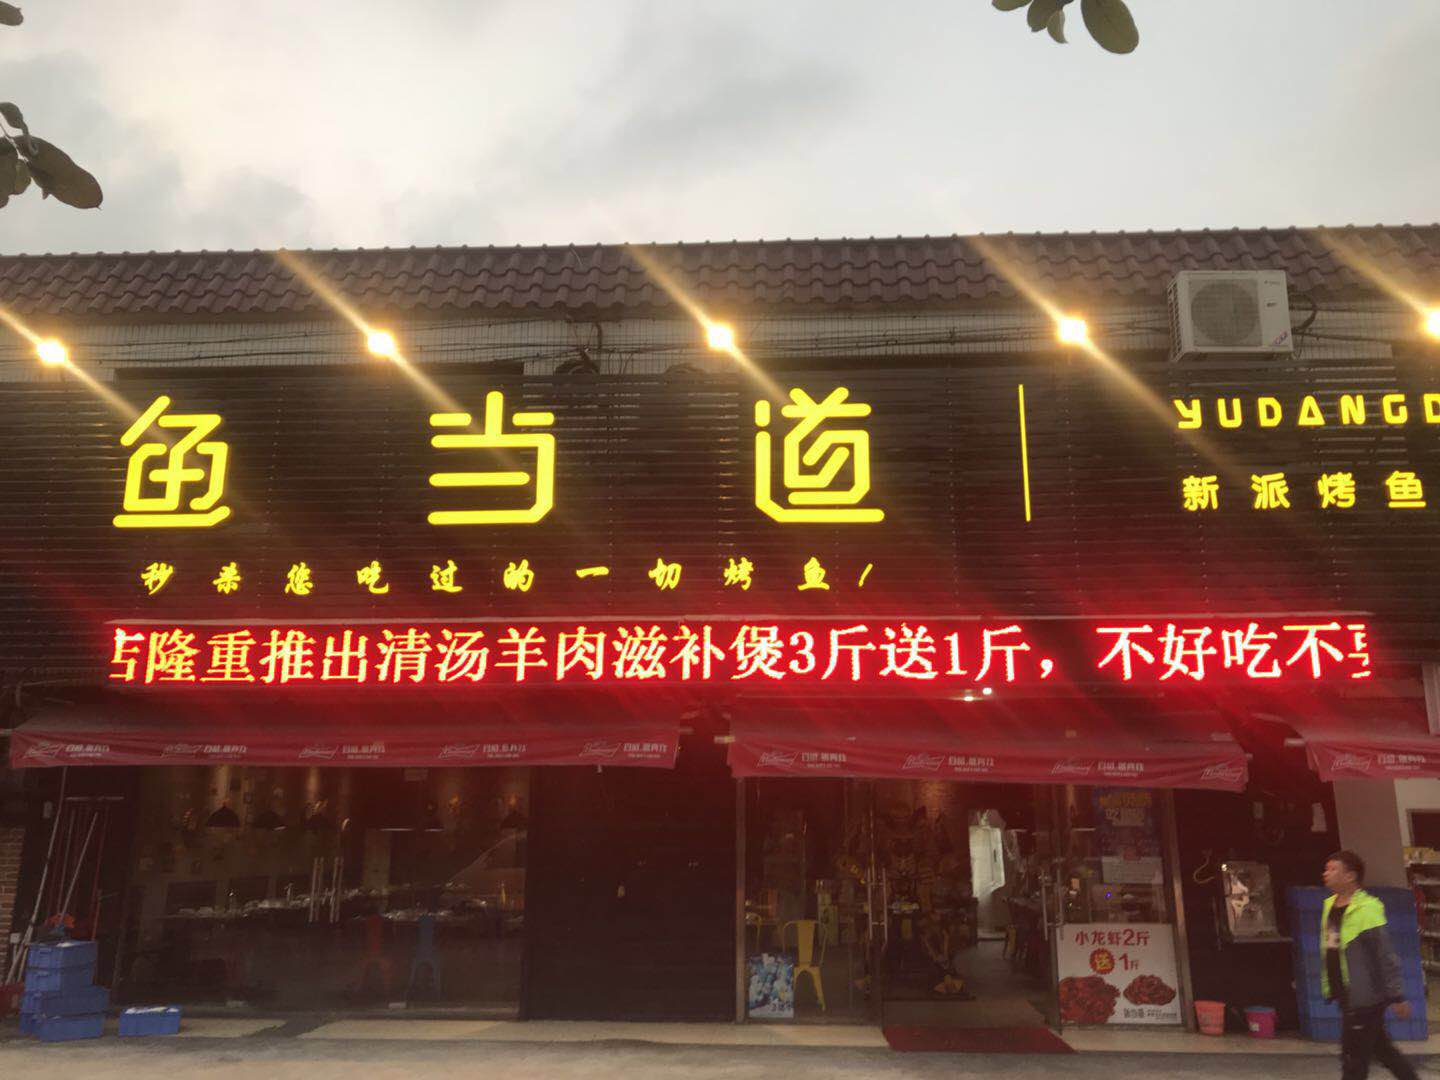 鱼当道
YUDANGD
新派烤鱼
秒杀您吃过的一切烤鱼!
店隆重推出清汤羊肉滋补煲3斤送1斤，不好吃不要
小龙虾2斤
送1斤